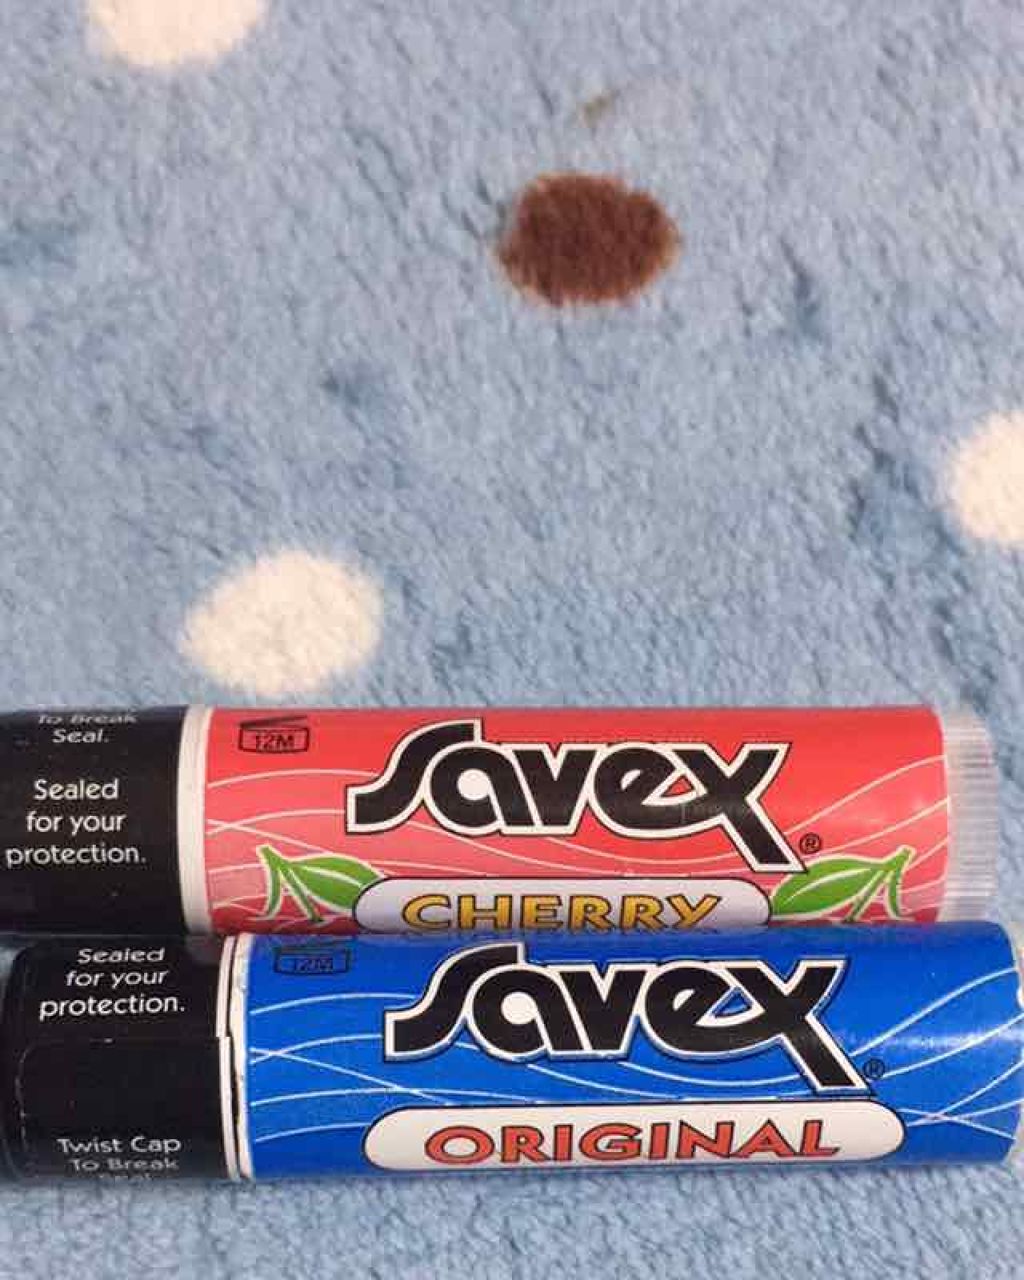 To Break
Seal.
Sealed
for your
protection.
12M
Savex®
CHERRY
Sealed
for your
protection.
Twist Cap
To Break
12M
Savex®
ORIGINAL